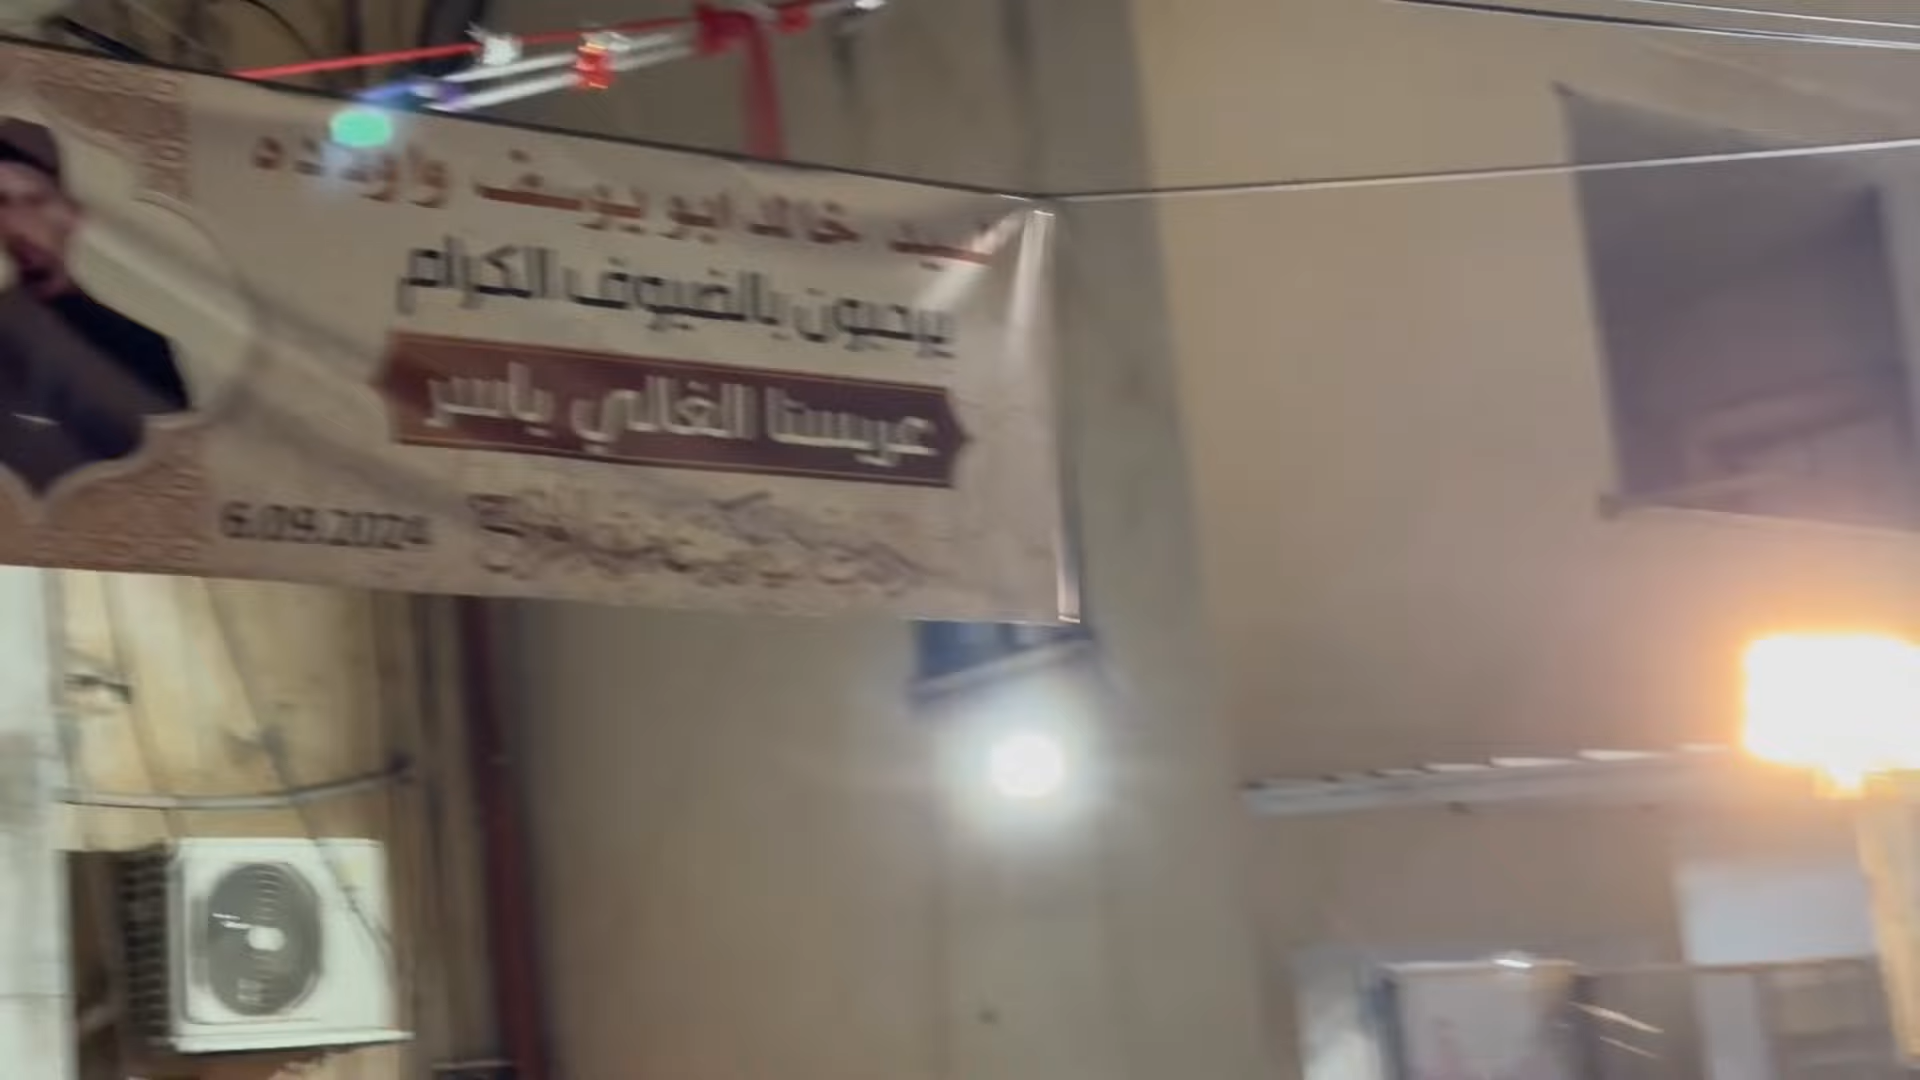 خالد ابو يوسف واولاده
يرحبون بالضيوف الكرام
عريسنا الغالي ياسر
6.09.2024